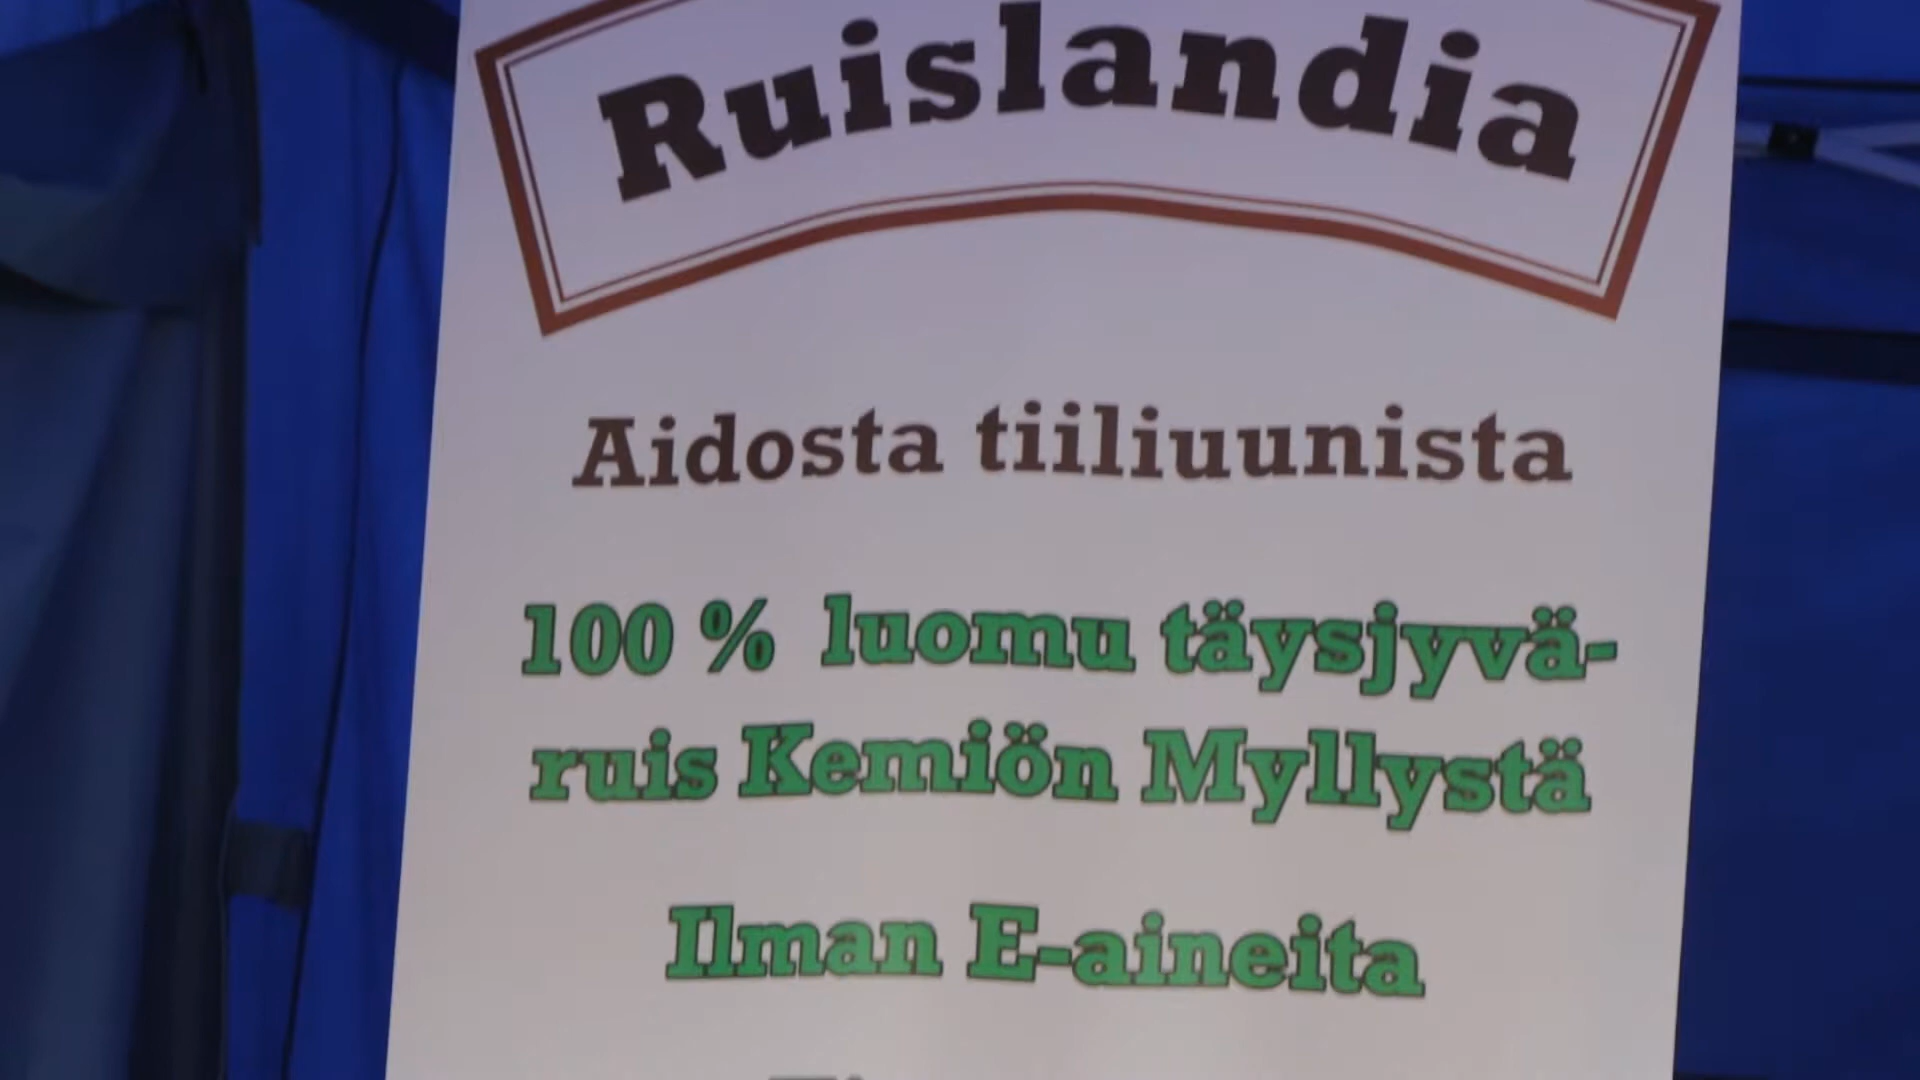 Ruislandia
Aidosta tiiliuunista
100 % luomu täysjyvä-
ruis Kemiön Myllystä
Ilman E-aineita